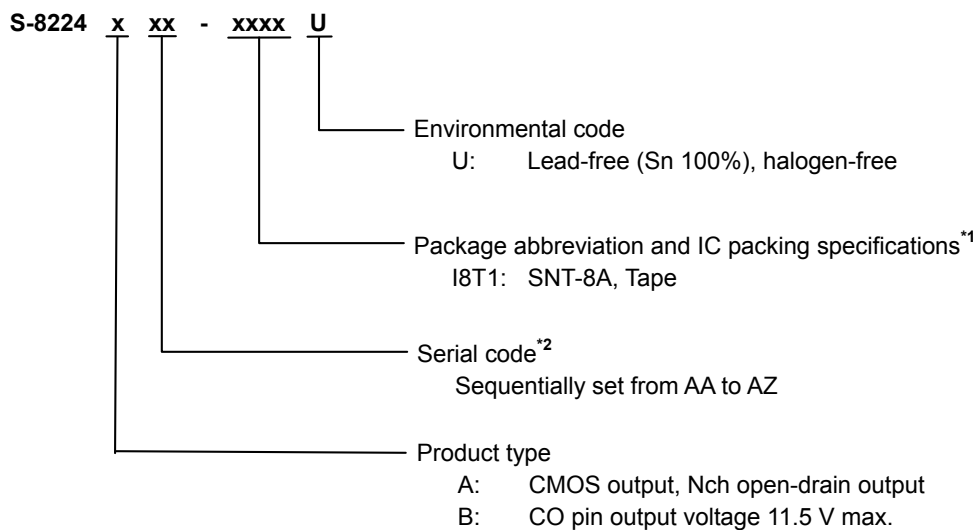 S-8224 x xx - xxxx U
Environmental code
U: Lead-free (Sn 100%), halogen-free
Package abbreviation and IC packing specifications*1
I8T1: SNT-8A, Tape
Serial code*2
Sequentially set from AA to AZ
Product type
A: CMOS output, Nch open-drain output
B: CO pin output voltage 11.5 V max.